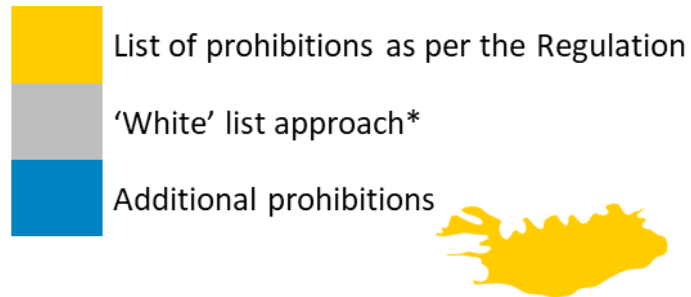 List of prohibitions as per the Regulation
‘White’ list approach*
Additional prohibitions